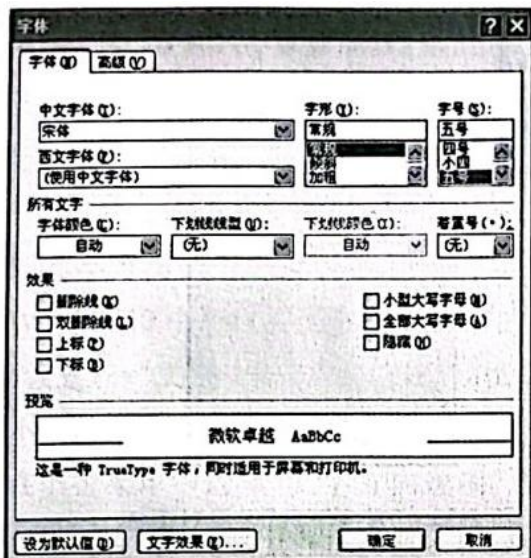 字体
字体(N) 高级(V)
中文字体(T): 字形(Y): 字号(S):
宋体 常规 五号
常规 四号
西文字体(F): 倾斜 小四
(使用中文字体) 加粗 五号
所有文字
字体颜色(C): 下划线线型(U): 下划线颜色(I): 着重号(·):
自动 (无) 自动 (无)
效果
删除线(K) 小型大写字母(M)
双删除线(L) 全部大写字母(A)
上标(P) 隐藏(H)
下标(B)
预览
微软卓越 AaBbCc
这是一种 TrueType 字体，同时适用于屏幕和打印机。
设为默认值(D) 文字效果(E)... 确定 取消